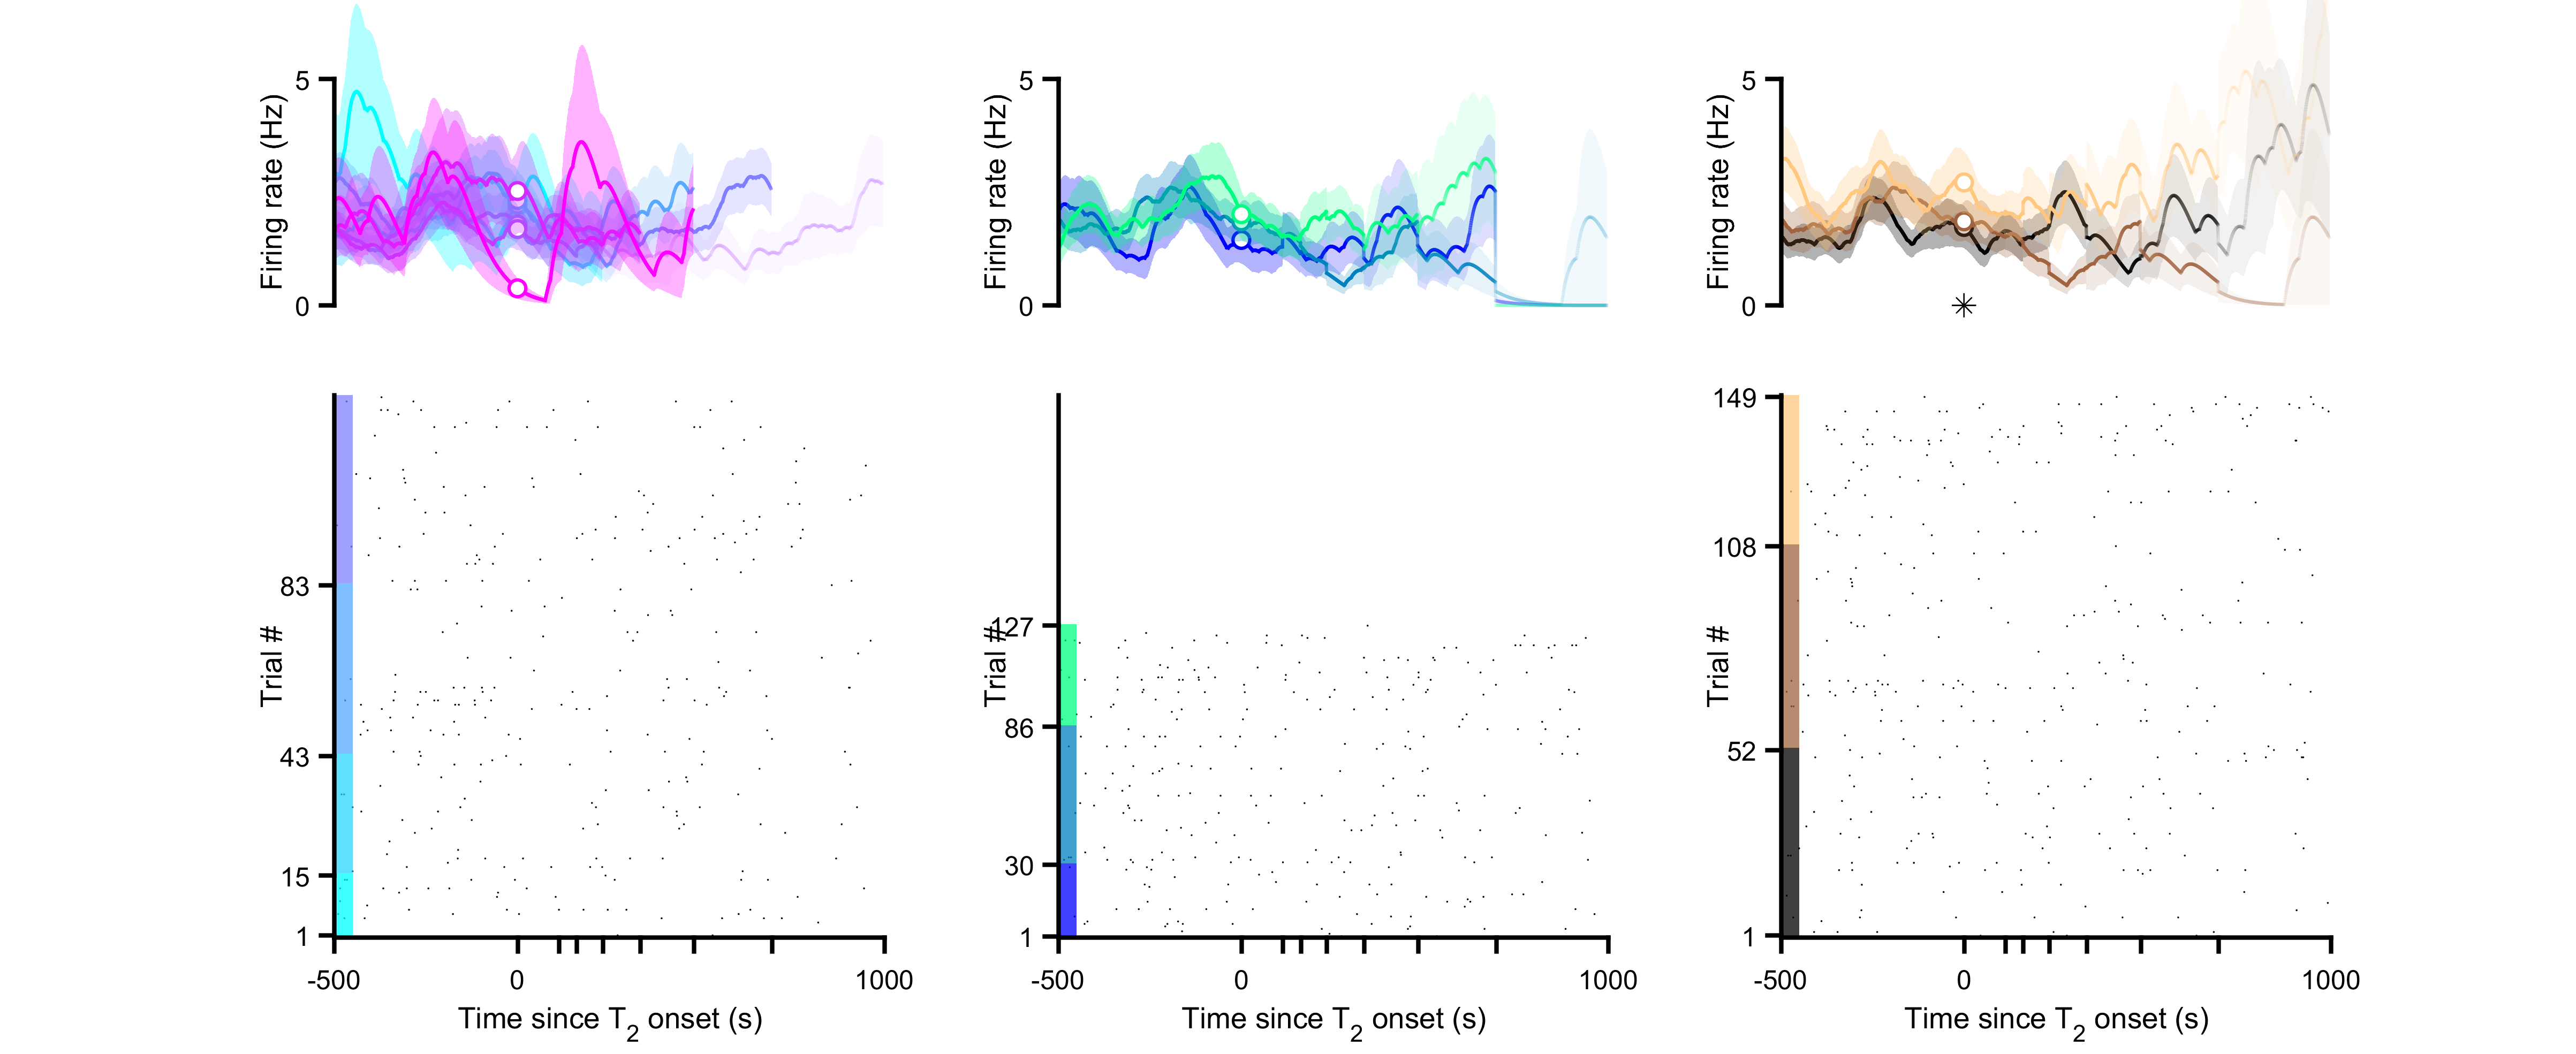 5
0
Firing rate (Hz)
5
0
Firing rate (Hz)
5
0
Firing rate (Hz)
83
43
15
1
Trial #
-500 0 1000
Time since T2 onset (s)
127
86
30
1
Trial #
-500 0 1000
Time since T2 onset (s)
149
108
52
1
Trial #
-500 0 1000
Time since T2 onset (s)